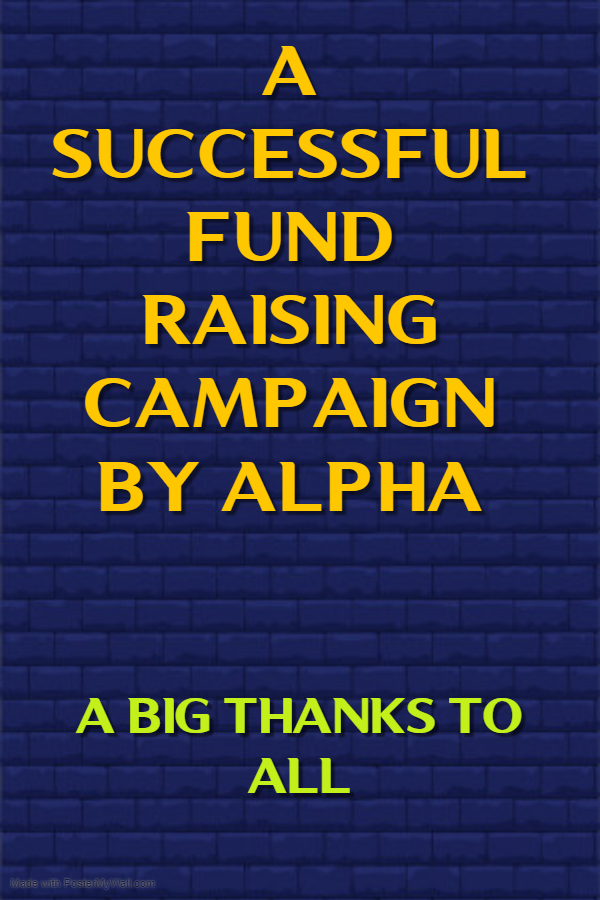 A
SUCCESSFUL
FUND
RAISING
CAMPAIGN
BY ALPHA
A BIG THANKS TO
ALL
Made with PosterMyWall.com